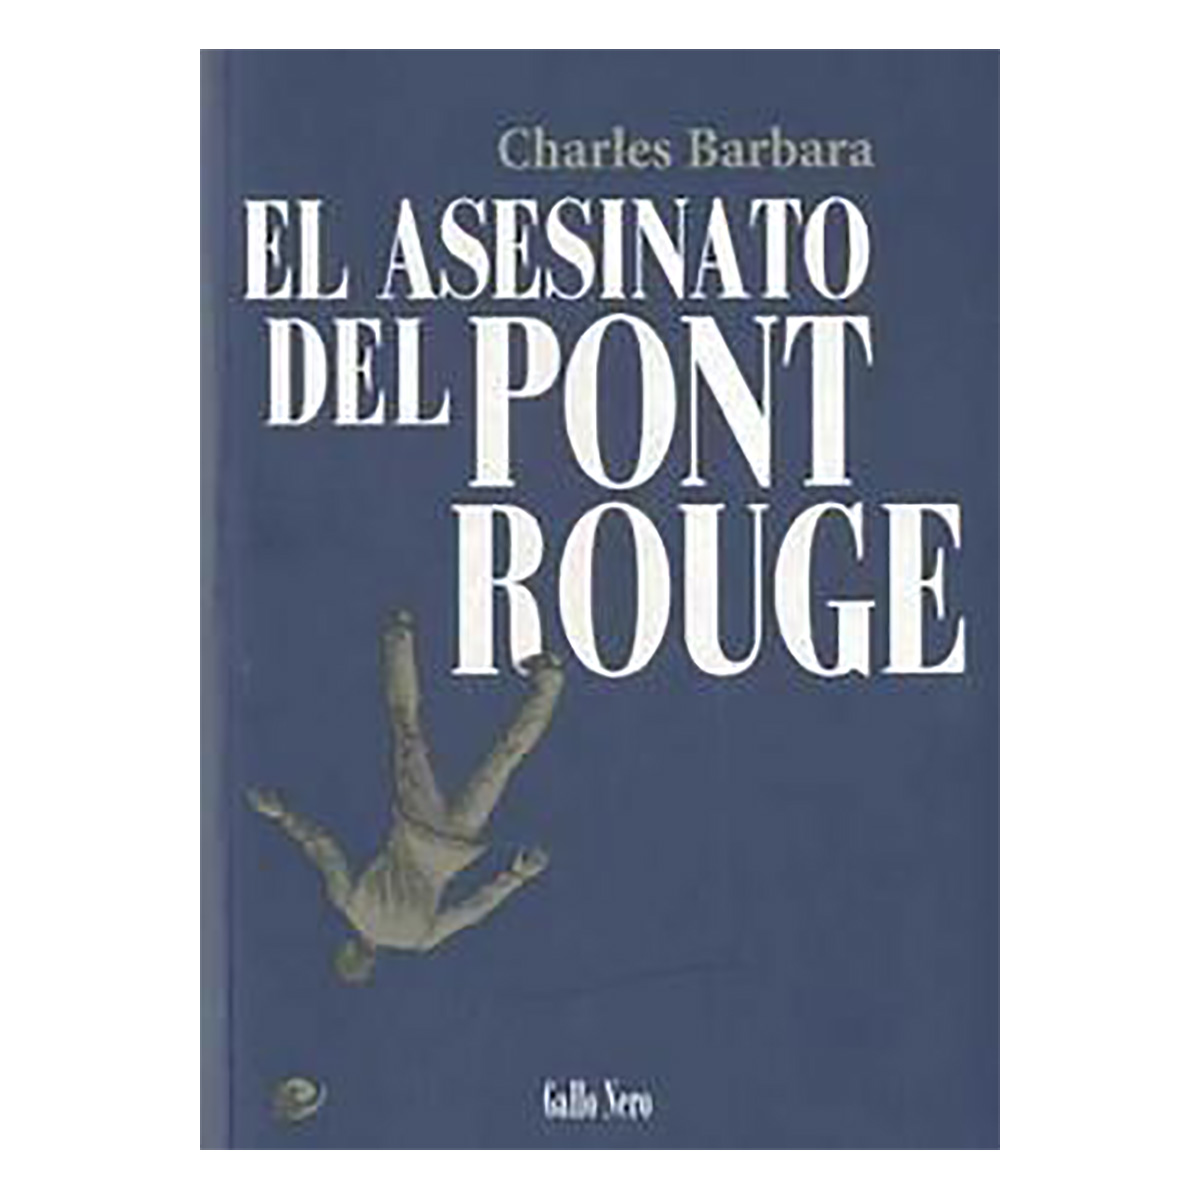 Charles Barbara
EL ASESINATO
DEL PONT
ROUGE
Gallo Nero